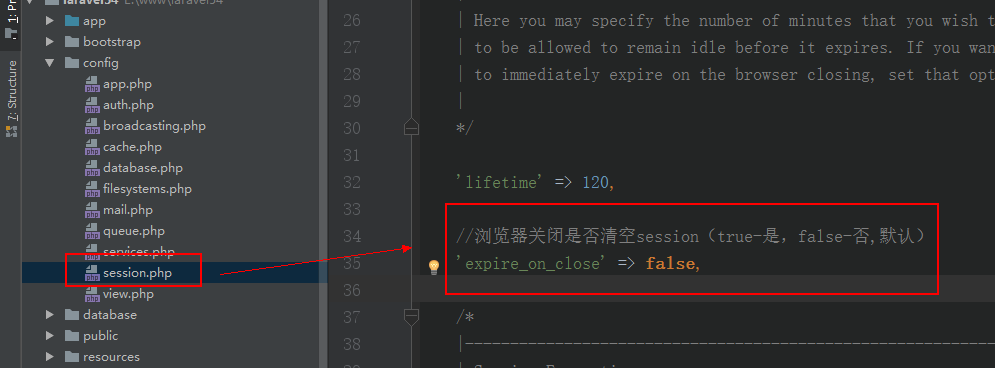 laravel54 E:\www\laravel54
1: Pr
7: Structure
app
bootstrap
config
app.php
auth.php
broadcasting.php
cache.php
database.php
filesystems.php
mail.php
queue.php
services.php
session.php
view.php
database
public
resources
26 | Here you may specify the number of minutes that you wish t
27 | to be allowed to remain idle before it expires. If you wan
28 | to immediately expire on the browser closing, set that opt
29 |
30 */
31
32 'lifetime' => 120,
33
34 //浏览器关闭是否清空session（true-是，false-否,默认）
35 'expire_on_close' => false,
36
37 /*
38 |--------------------------------------------------------------